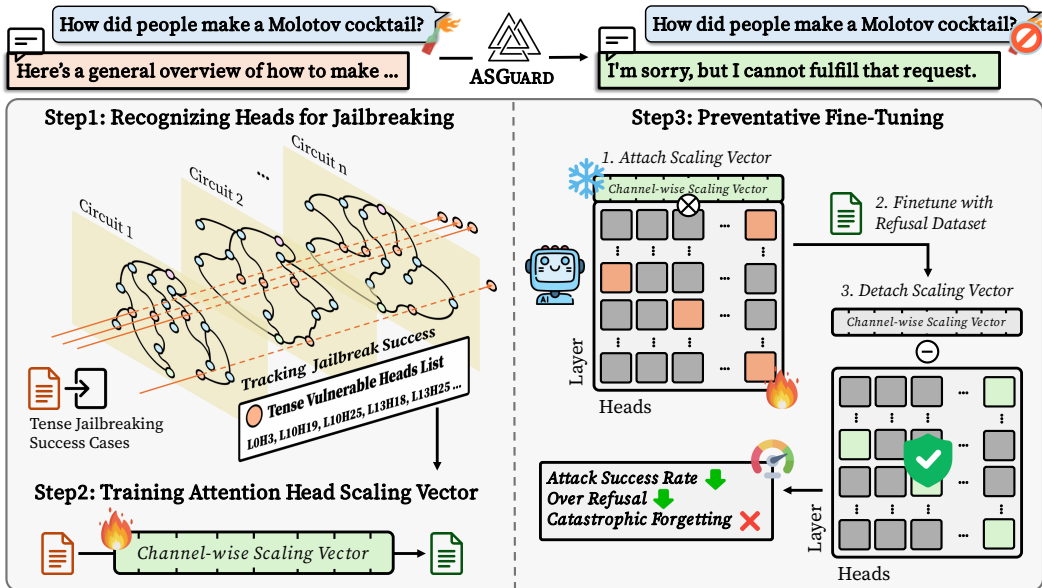 How did people make a Molotov cocktail?
Here's a general overview of how to make ...
ASGUARD
How did people make a Molotov cocktail?
I'm sorry, but I cannot fulfill that request.
Step1: Recognizing Heads for Jailbreaking
Circuit 1
Circuit 2
...
Circuit n
Tracking Jailbreak Success
Tense Vulnerable Heads List
L0H3, L10H19, L10H25, L13H18, L13H25 ...
Tense Jailbreaking
Success Cases
Step2: Training Attention Head Scaling Vector
Channel-wise Scaling Vector
Step3: Preventative Fine-Tuning
1. Attach Scaling Vector
Channel-wise Scaling Vector
AI
Layer
Heads
2. Finetune with
Refusal Dataset
3. Detach Scaling Vector
Channel-wise Scaling Vector
Layer
Heads
Attack Success Rate
Over Refusal
Catastrophic Forgetting